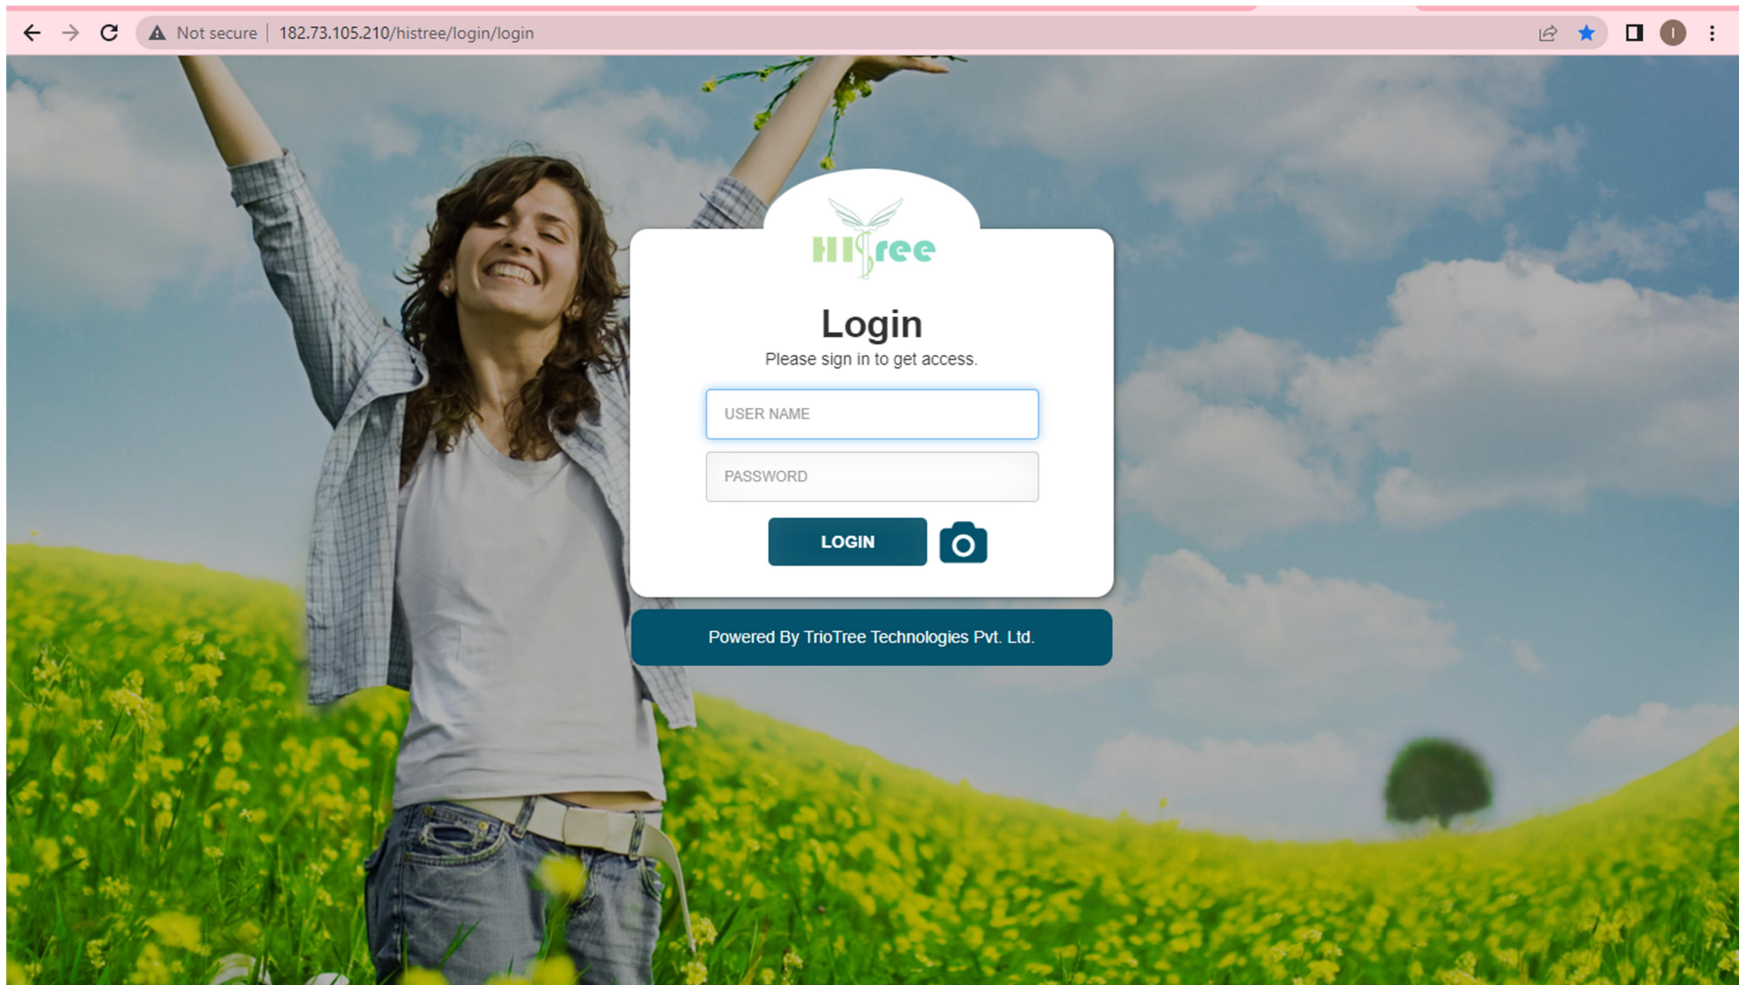 Not secure | 182.73.105.210/histree/login/login
I
HISTree
Login
Please sign in to get access.
USER NAME
PASSWORD
LOGIN
Powered By TrioTree Technologies Pvt. Ltd.